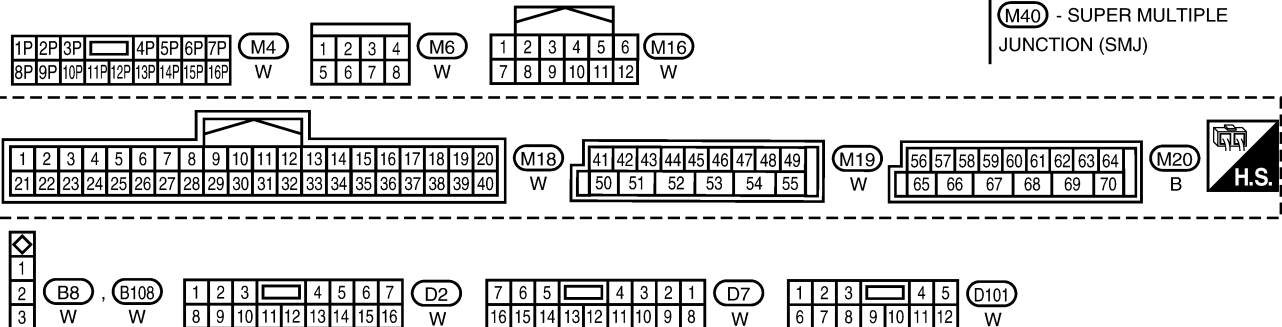 M40 - SUPER MULTIPLE
JUNCTION (SMJ)
1P 2P 3P 4P 5P 6P 7P M4
8P 9P 10P 11P 12P 13P 14P 15P 16P W
1 2 3 4 M6
5 6 7 8 W
1 2 3 4 5 6 M16
7 8 9 10 11 12 W
1 2 3 4 5 6 7 8 9 10 11 12 13 14 15 16 17 18 19 20 M18
21 22 23 24 25 26 27 28 29 30 31 32 33 34 35 36 37 38 39 40 W
41 42 43 44 45 46 47 48 49 M19
50 51 52 53 54 55 W
56 57 58 59 60 61 62 63 64 M20
65 66 67 68 69 70 B
H.S.
1
2 B8 , B108
3 W W
1 2 3 4 5 6 7 D2
8 9 10 11 12 13 14 15 16 W
7 6 5 4 3 2 1 D7
16 15 14 13 12 11 10 9 8 W
1 2 3 4 5 D101
6 7 8 9 10 11 12 W